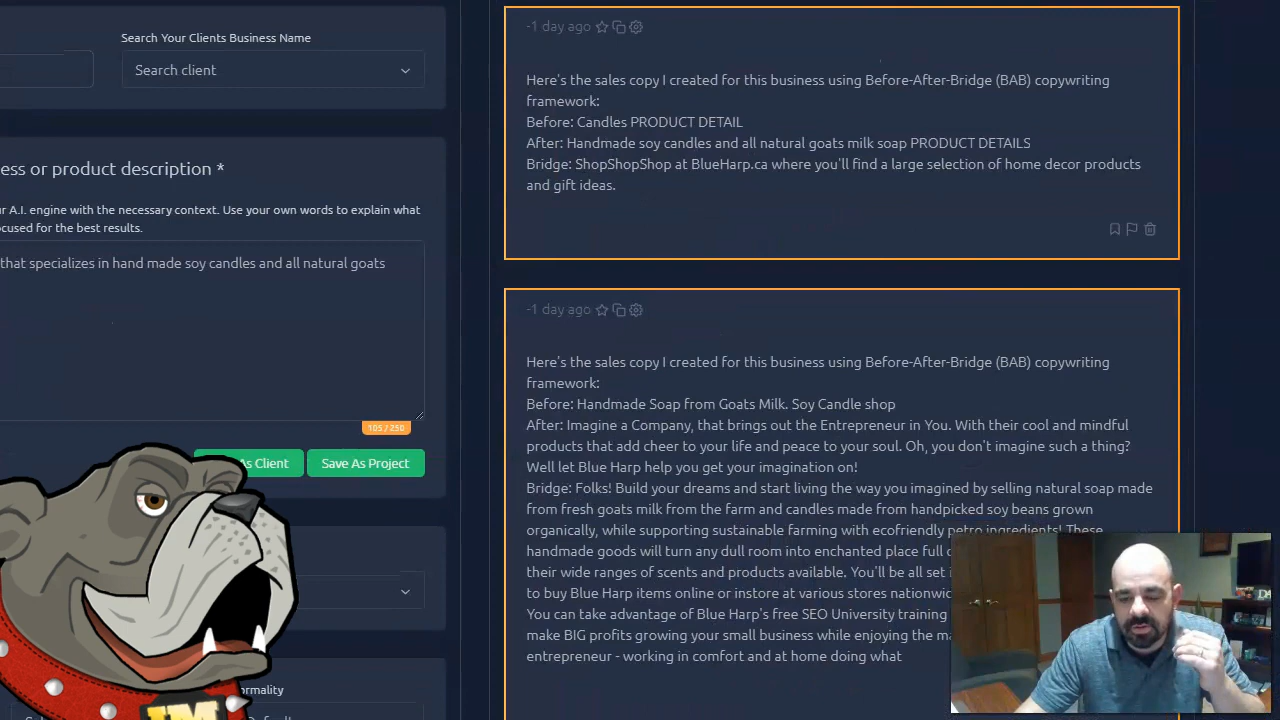 Search Your Clients Business Name
Search client
ess or product description *
r A.I. engine with the necessary context. Use your own words to explain what
ocused for the best results.
that specializes in hand made soy candles and all natural goats
105 / 250
As Client
Save As Project
ormality
IM
-1 day ago
Here's the sales copy I created for this business using Before-After-Bridge (BAB) copywriting
framework:
Before: Candles PRODUCT DETAIL
After: Handmade soy candles and all natural goats milk soap PRODUCT DETAILS
Bridge: ShopShopShop at BlueHarp.ca where you'll find a large selection of home decor products
and gift ideas.
-1 day ago
Here's the sales copy I created for this business using Before-After-Bridge (BAB) copywriting
framework:
Before: Handmade Soap from Goats Milk. Soy Candle shop
After: Imagine a Company, that brings out the Entrepreneur in You. With their cool and mindful
products that add cheer to your life and peace to your soul. Oh, you don't imagine such a thing?
Well let Blue Harp help you get your imagination on!
Bridge: Folks! Build your dreams and start living the way you imagined by selling natural soap made
from fresh goats milk from the farm and candles made from handpicked soy beans grown
organically, while supporting sustainable farming with ecofriendly petro ingredients! These
handmade goods will turn any dull room into enchanted place full
their wide ranges of scents and products available. You'll be all set
to buy Blue Harp items online or instore at various stores nationwid
You can take advantage of Blue Harp's free SEO University training
make BIG profits growing your small business while enjoying the
entrepreneur - working in comfort and at home doing what